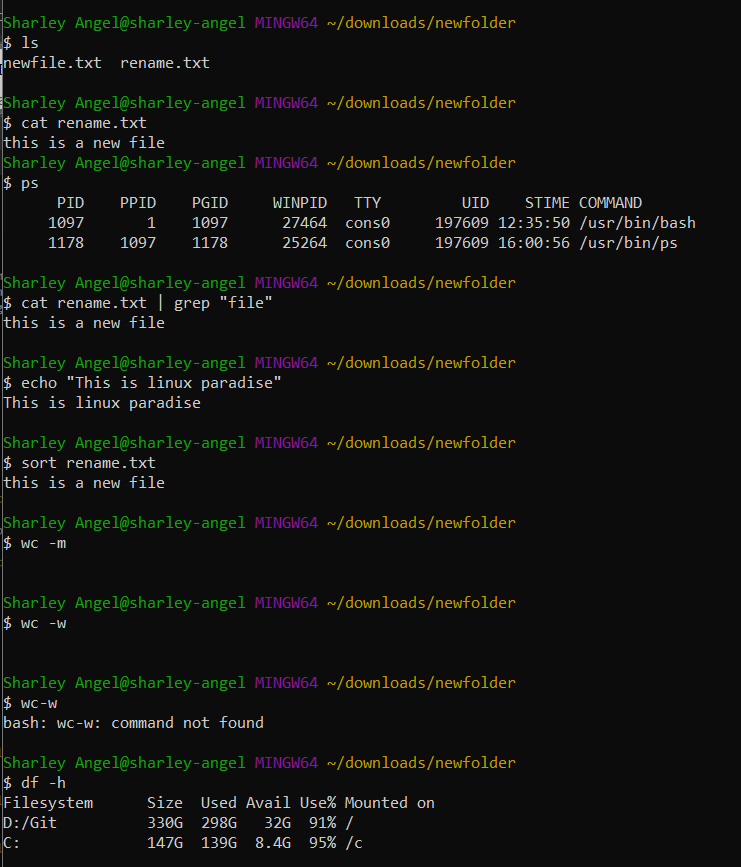 Sharley Angel@sharley-angel MINGW64 ~/downloads/newfolder
$ ls
newfile.txt  rename.txt
Sharley Angel@sharley-angel MINGW64 ~/downloads/newfolder
$ cat rename.txt
this is a new file
Sharley Angel@sharley-angel MINGW64 ~/downloads/newfolder
$ ps
      PID    PPID    PGID     WINPID   TTY         UID    STIME COMMAND
     1097       1    1097      27464  cons0     197609 12:35:50 /usr/bin/bash
     1178    1097    1178      25264  cons0     197609 16:00:56 /usr/bin/ps
Sharley Angel@sharley-angel MINGW64 ~/downloads/newfolder
$ cat rename.txt | grep "file"
this is a new file
Sharley Angel@sharley-angel MINGW64 ~/downloads/newfolder
$ echo "This is linux paradise"
This is linux paradise
Sharley Angel@sharley-angel MINGW64 ~/downloads/newfolder
$ sort rename.txt
this is a new file
Sharley Angel@sharley-angel MINGW64 ~/downloads/newfolder
$ wc -m
Sharley Angel@sharley-angel MINGW64 ~/downloads/newfolder
$ wc -w
Sharley Angel@sharley-angel MINGW64 ~/downloads/newfolder
$ wc-w
bash: wc-w: command not found
Sharley Angel@sharley-angel MINGW64 ~/downloads/newfolder
$ df -h
Filesystem      Size  Used Avail Use% Mounted on
D:/Git          330G  298G   32G  91% /
C:              147G  139G  8.4G  95% /c